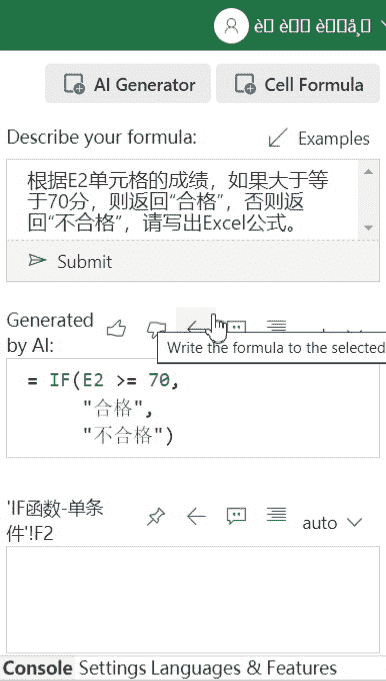 AI Generator Cell Formula
Describe your formula: Examples
根据E2单元格的成绩，如果大于等
于70分，则返回“合格”，否则返
回“不合格”，请写出Excel公式。
Submit
Generated
by AI:
Write the formula to the selected
= IF(E2 >= 70,
"合格",
"不合格")
'IF函数-单条
件'!F2
auto
Console Settings Languages & Features